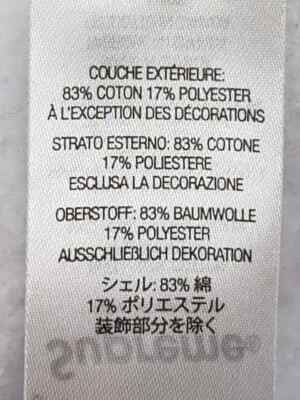 COUCHE EXTÉRIEURE:
83% COTON 17% POLYESTER
À L'EXCEPTION DES DÉCORATIONS
STRATO ESTERNO: 83% COTONE
17% POLIESTERE
ESCLUSA LA DECORAZIONE
OBERSTOFF: 83% BAUMWOLLE
17% POLYESTER
AUSSCHLIEßLICH DEKORATION
シェル: 83% 綿
17% ポリエステル
装飾部分を除く
Supreme®